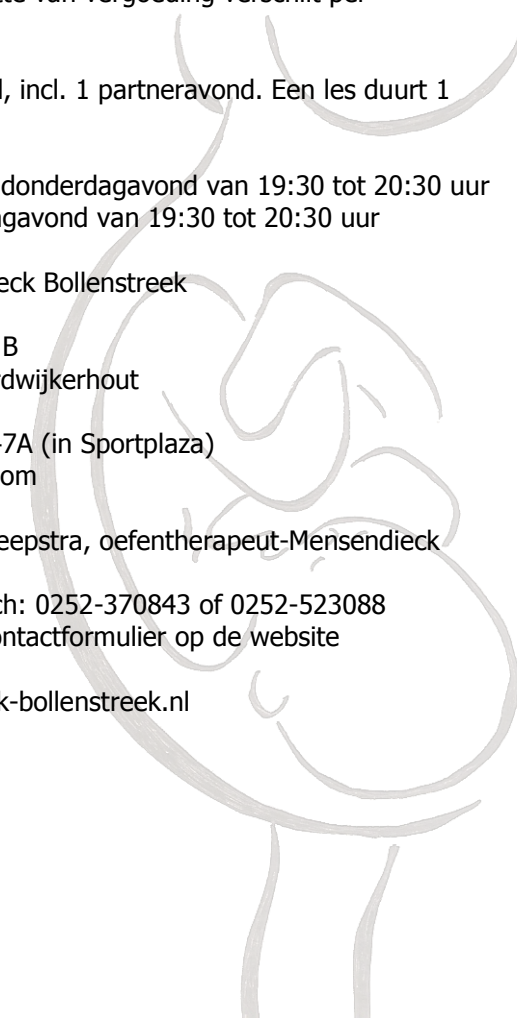 van vergoeding verschilt per
, incl. 1 partneravond. Een les duurt 1
donderdagavond van 19:30 tot 20:30 uur
gavond van 19:30 tot 20:30 uur
eck Bollenstreek
B
dwijkerhout
7A (in Sportplaza)
om
eepstra, oefentherapeut-Mensendieck
ch: 0252-370843 of 0252-523088
ontactformulier op de website
k-bollenstreek.nl